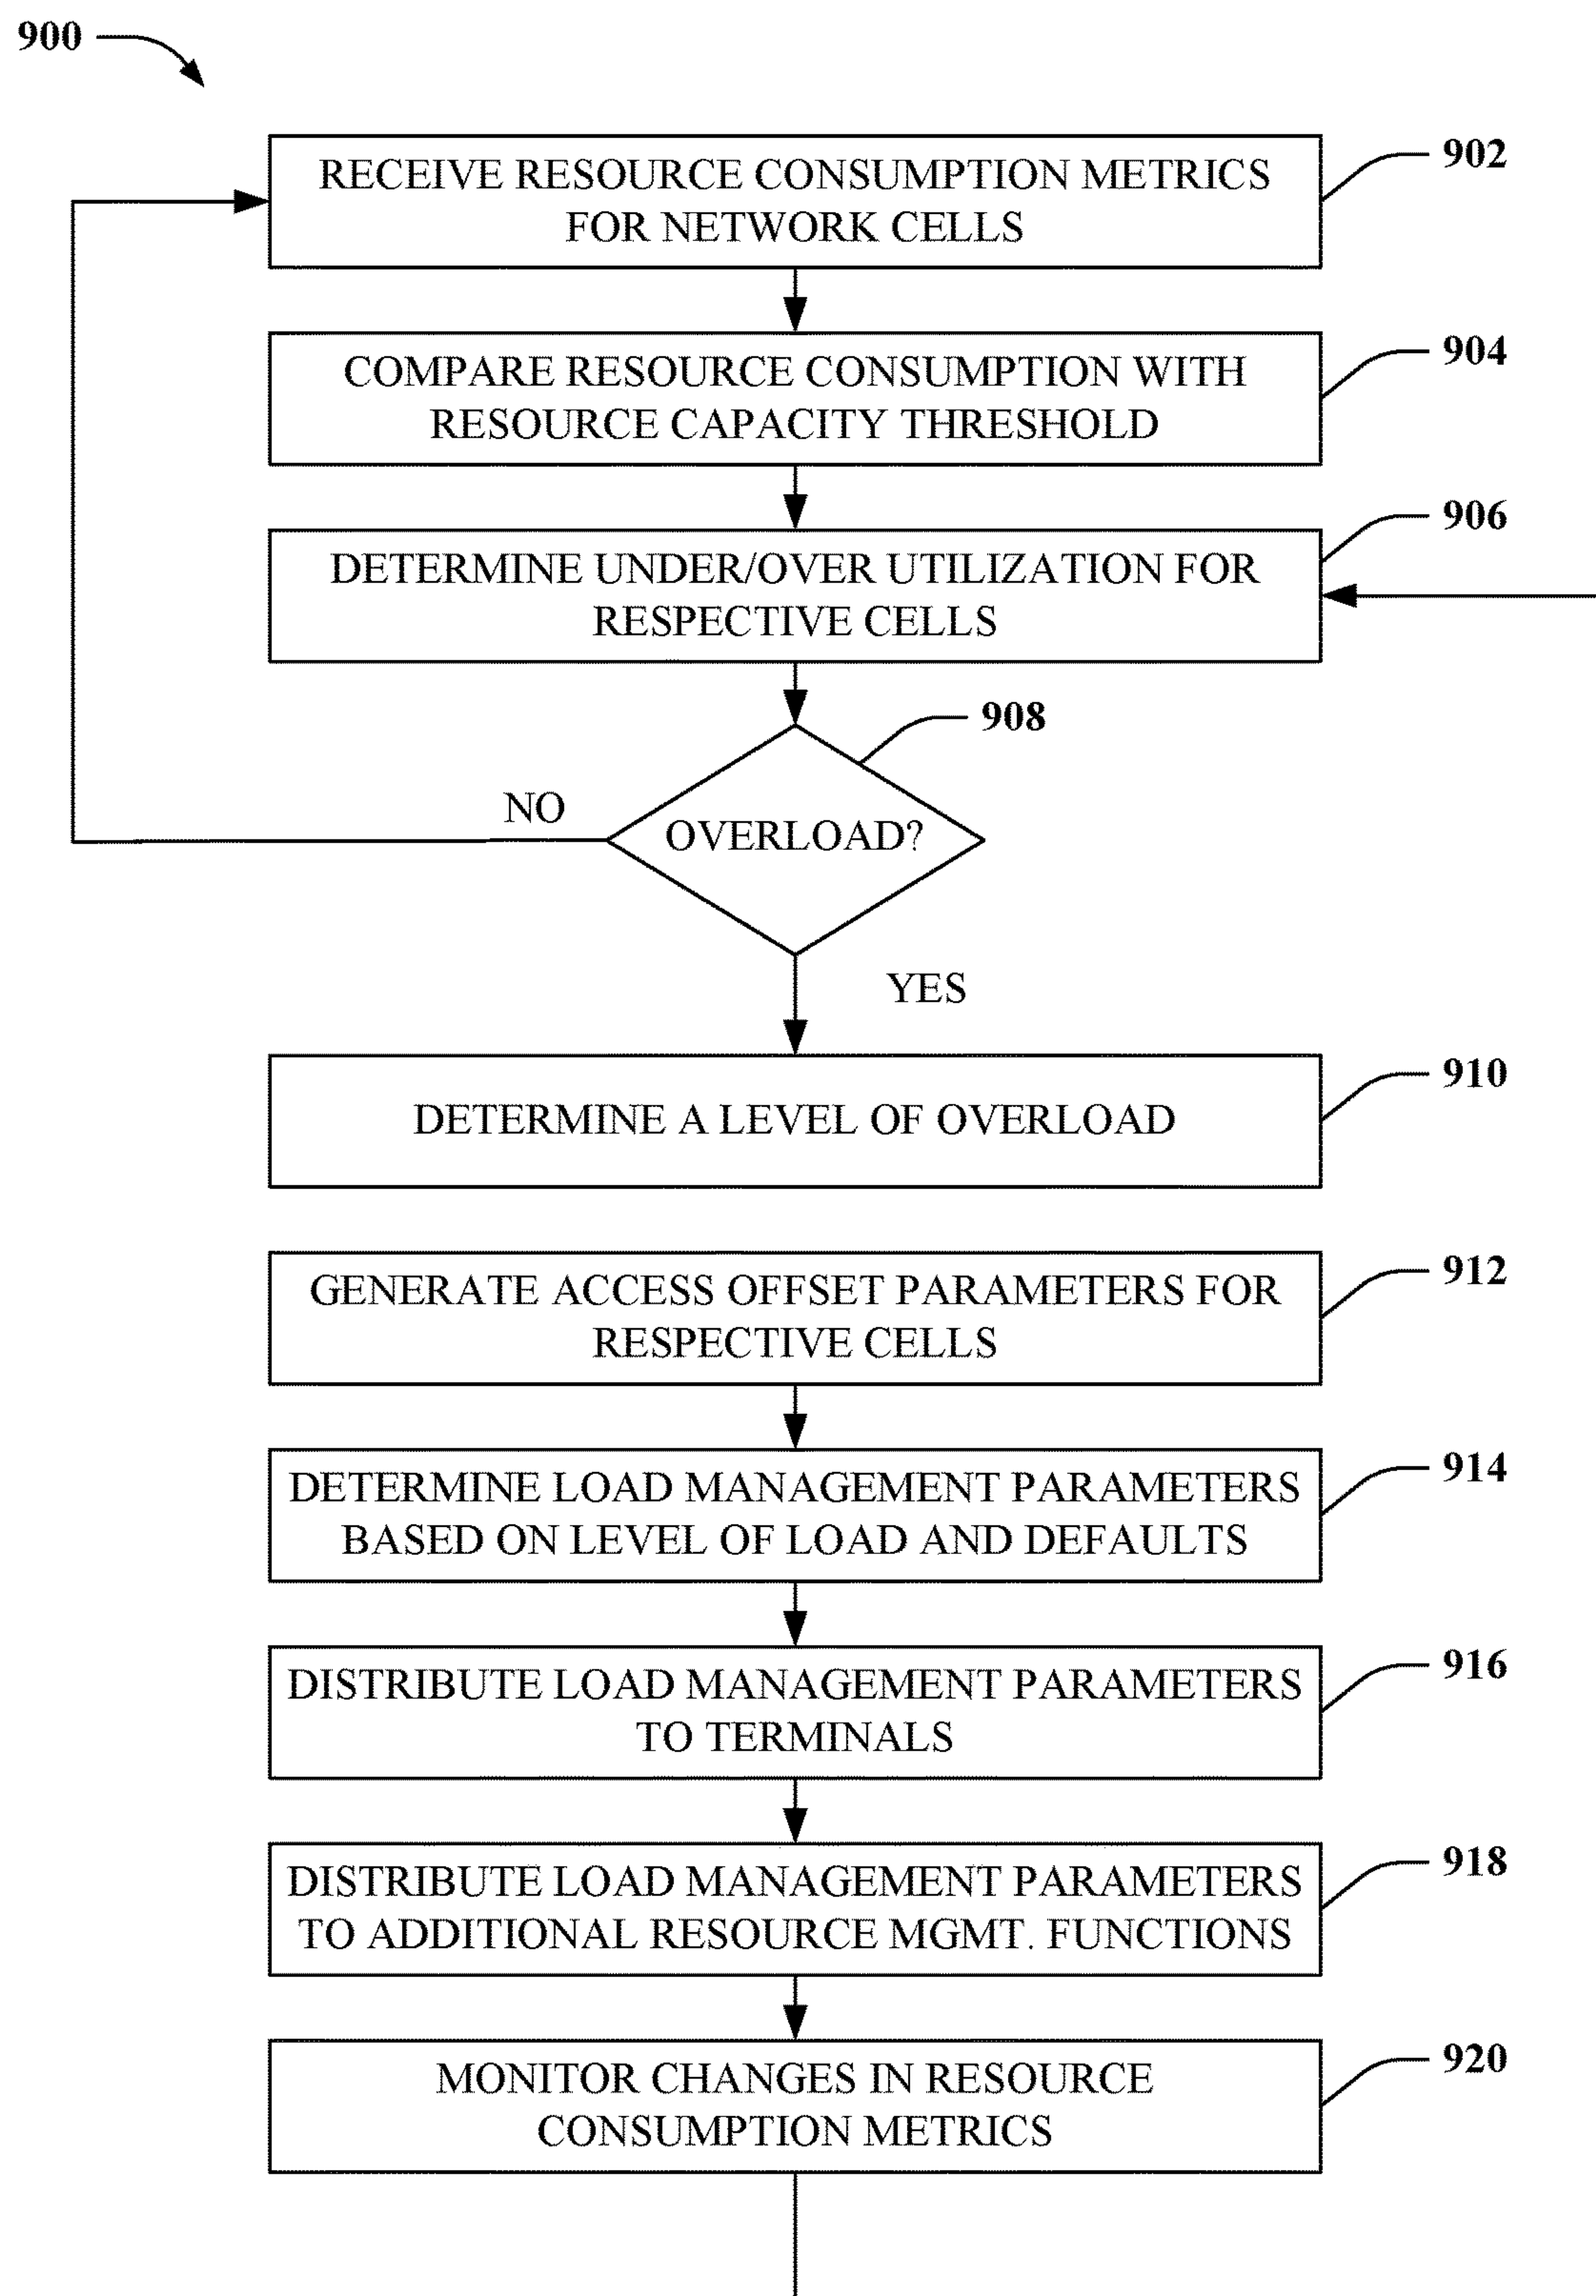 900
RECEIVE RESOURCE CONSUMPTION METRICS
FOR NETWORK CELLS
902
COMPARE RESOURCE CONSUMPTION WITH
RESOURCE CAPACITY THRESHOLD
904
DETERMINE UNDER/OVER UTILIZATION FOR
RESPECTIVE CELLS
906
908
NO
OVERLOAD?
YES
DETERMINE A LEVEL OF OVERLOAD
910
GENERATE ACCESS OFFSET PARAMETERS FOR
RESPECTIVE CELLS
912
DETERMINE LOAD MANAGEMENT PARAMETERS
BASED ON LEVEL OF LOAD AND DEFAULTS
914
DISTRIBUTE LOAD MANAGEMENT PARAMETERS
TO TERMINALS
916
DISTRIBUTE LOAD MANAGEMENT PARAMETERS
TO ADDITIONAL RESOURCE MGMT. FUNCTIONS
918
MONITOR CHANGES IN RESOURCE
CONSUMPTION METRICS
920